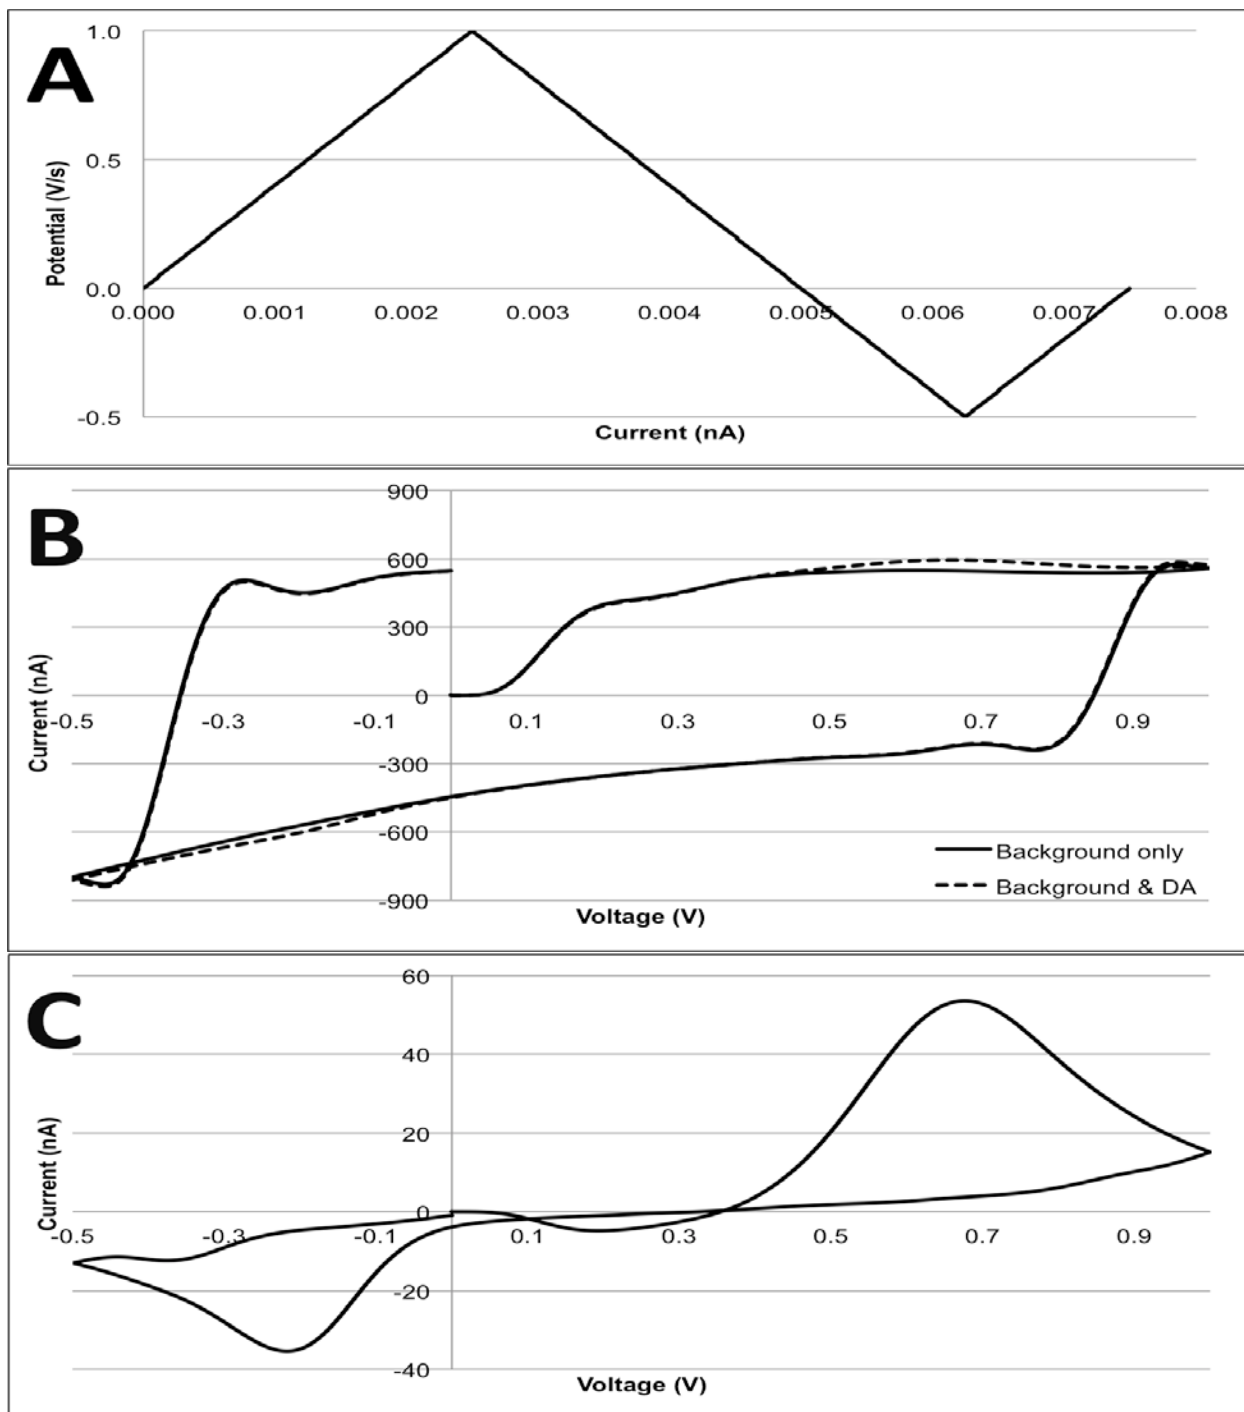 A
1.0
0.5
0.0
-0.5
Potential (V/s)
0.000 0.001 0.002 0.003 0.004 0.005 0.006 0.007 0.008
Current (nA)
B
900
600
300
0
-300
-600
-900
Current (nA)
-0.5 -0.3 -0.1 0.1 0.3 0.5 0.7 0.9
Background only
Background & DA
Voltage (V)
C
60
40
20
0
-20
-40
Current (nA)
-0.5 -0.3 -0.1 0.1 0.3 0.5 0.7 0.9
Voltage (V)